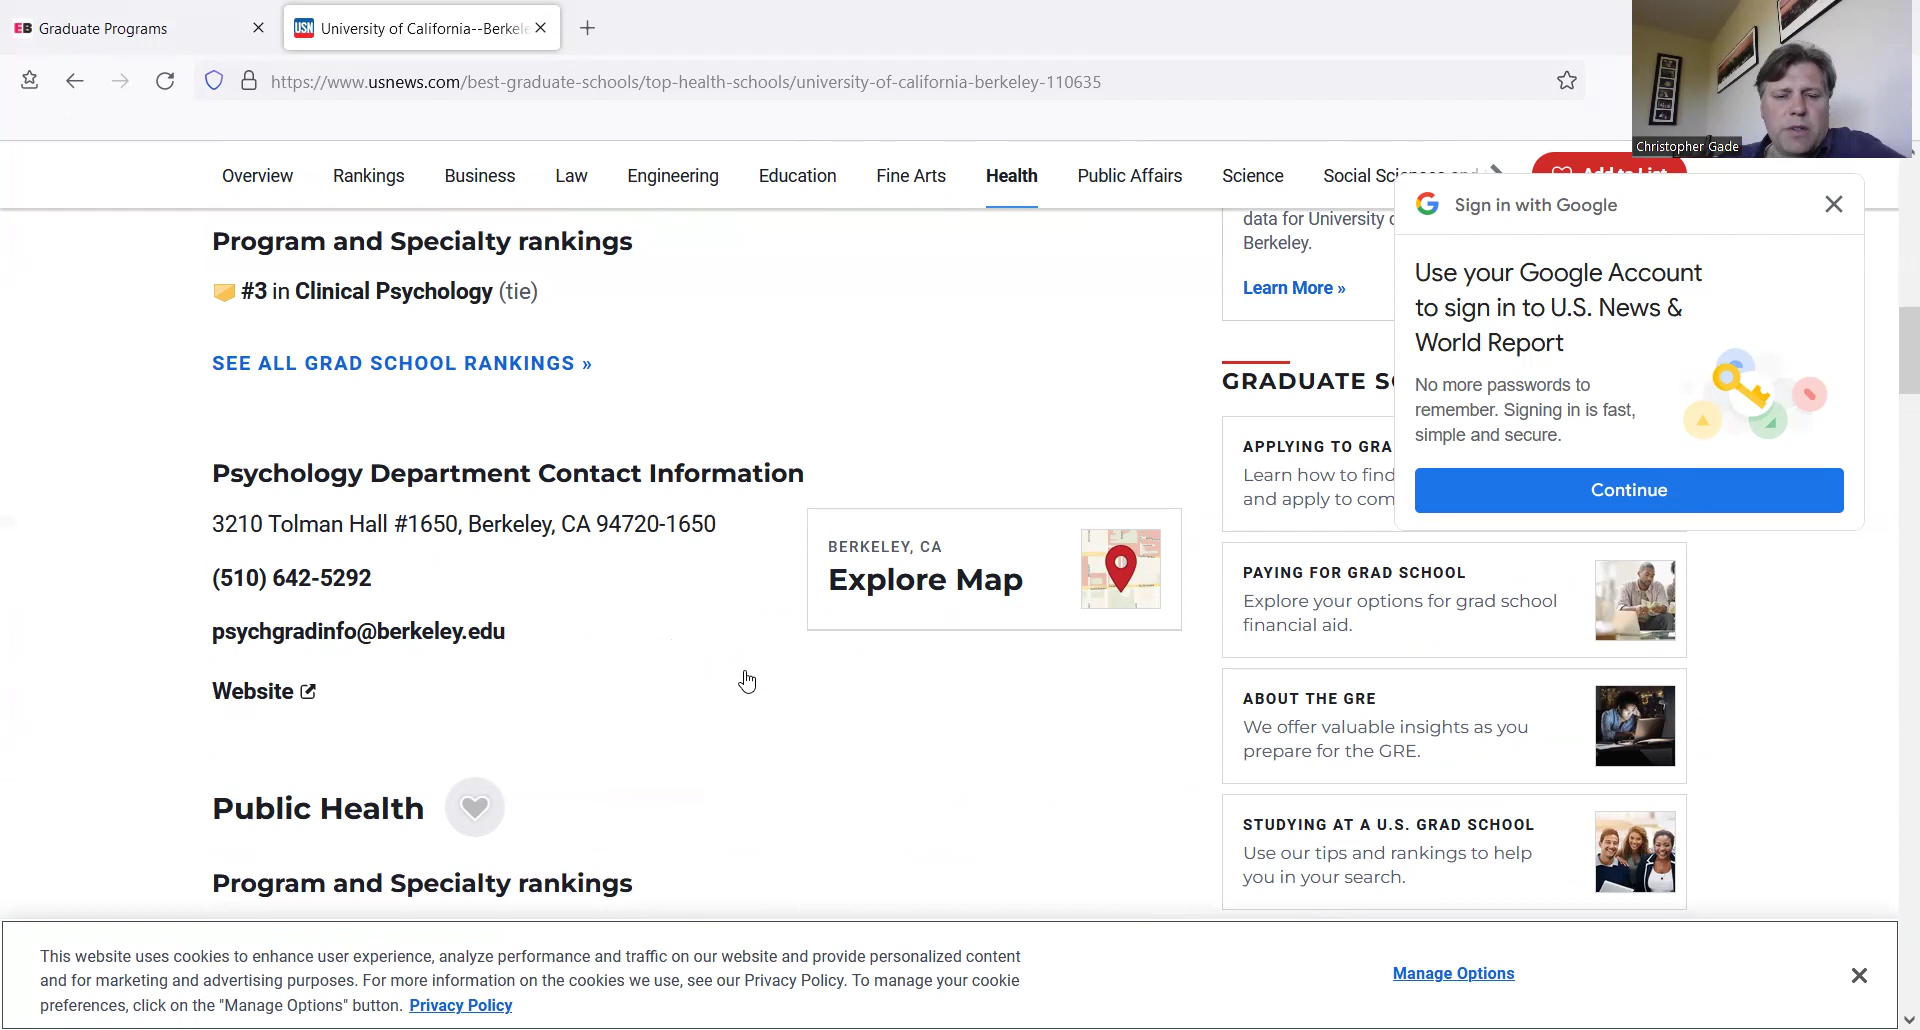 EB Graduate Programs
USN University of California--Berkele
https://www.usnews.com/best-graduate-schools/top-health-schools/university-of-california-berkeley-110635
Christopher Gade
Overview Rankings Business Law Engineering Education Fine Arts Health Public Affairs Science Social Sciences and
Add to List
Program and Specialty rankings
#3 in Clinical Psychology (tie)
SEE ALL GRAD SCHOOL RANKINGS »
Psychology Department Contact Information
3210 Tolman Hall #1650, Berkeley, CA 94720-1650
(510) 642-5292
psychgradinfo@berkeley.edu
Website
BERKELEY, CA
Explore Map
Public Health
Program and Specialty rankings
data for University
Berkeley.
Learn More »
GRADUATE
APPLYING TO GRA
Learn how to find
and apply to com
PAYING FOR GRAD SCHOOL
Explore your options for grad school
financial aid.
ABOUT THE GRE
We offer valuable insights as you
prepare for the GRE.
STUDYING AT A U.S. GRAD SCHOOL
Use our tips and rankings to help
you in your search.
Sign in with Google
Use your Google Account
to sign in to U.S. News &
World Report
No more passwords to
remember. Signing in is fast,
simple and secure.
Continue
This website uses cookies to enhance user experience, analyze performance and traffic on our website and provide personalized content
and for marketing and advertising purposes. For more information on the cookies we use, see our Privacy Policy. To manage your cookie
preferences, click on the "Manage Options" button. Privacy Policy
Manage Options